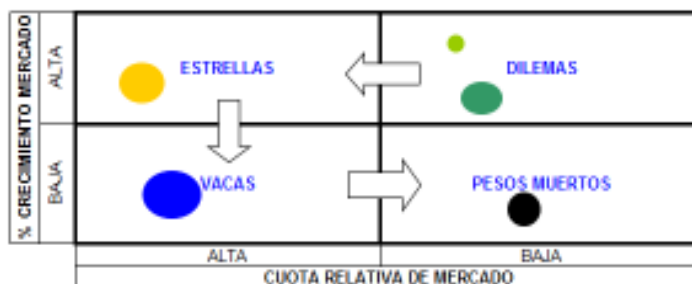 % CRECIMIENTO MERCADO
ALTA
ESTRELLAS
DILEMAS
BAJA
VACAS
PESOS MUERTOS
ALTA
BAJA
CUOTA RELATIVA DE MERCADO